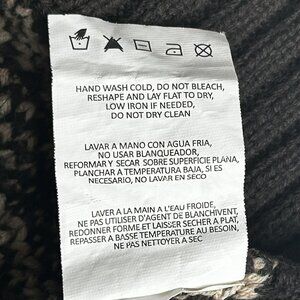 HAND WASH COLD, DO NOT BLEACH,
RESHAPE AND LAY FLAT TO DRY,
LOW IRON IF NEEDED,
DO NOT DRY CLEAN
LAVAR A MANO CON AGUA FRIA,
NO USAR BLANQUEADOR,
REFORMAR Y SECAR SOBRE SUPERFICIE PLANA,
PLANCHAR A TEMPERATURA BAJA, SI ES
NECESARIO, NO LAVAR EN SECO
LAVER A LA MAIN A L'EAU FROIDE,
NE PAS UTILISER D'AGENT DE BLANCHIVENT,
REDONNER FORME ET LAISSER SECHER A PLAT,
REPASSER A BASSE TEMPERATURE AU BESOIN,
NE PAS NETTOYER A SEC